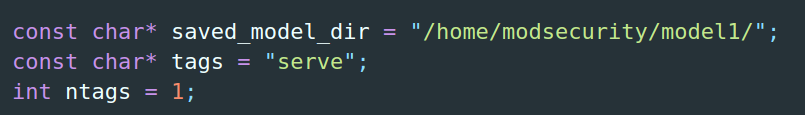 const char* saved_model_dir = "/home/modsecurity/model1/";
const char* tags = "serve";
int ntags = 1;